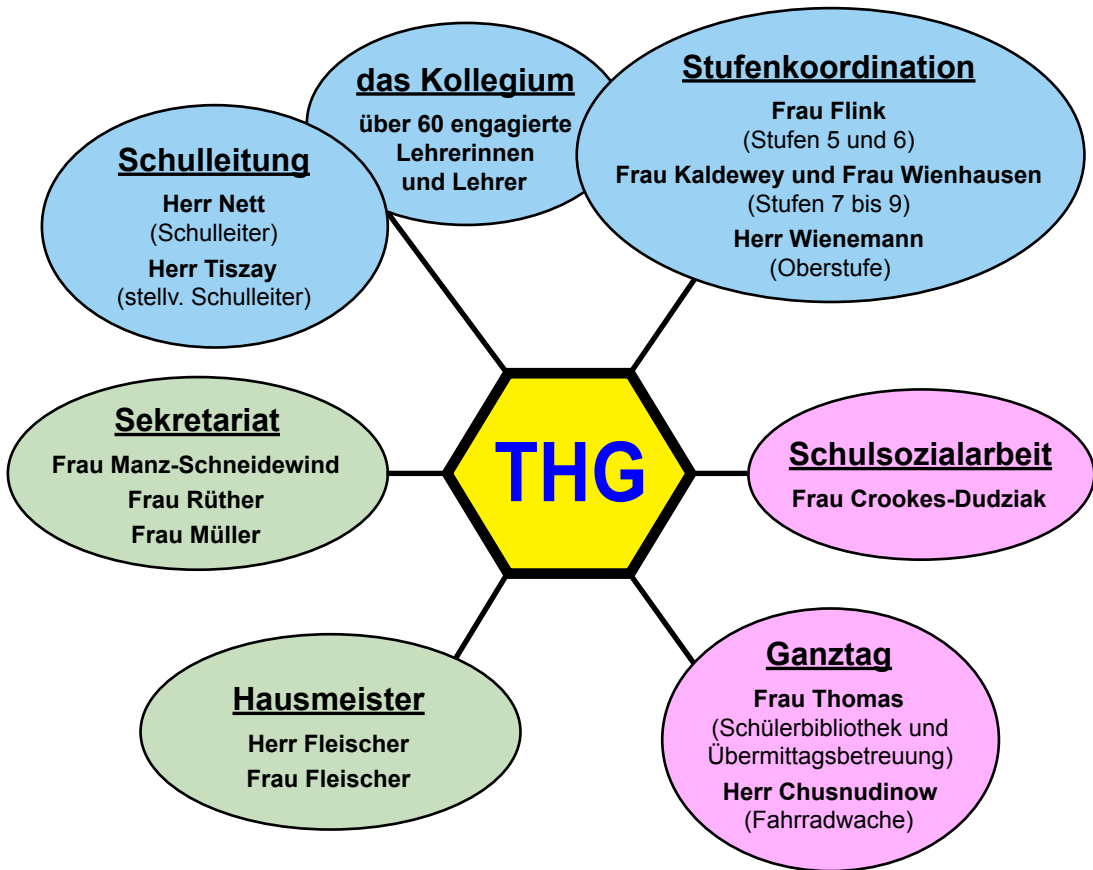 das Kollegium
über 60 engagierte
Lehrerinnen
und Lehrer
Stufenkoordination
Frau Flink
(Stufen 5 und 6)
Frau Kaldewey und Frau Wienhausen
(Stufen 7 bis 9)
Herr Wienemann
(Oberstufe)
Schulleitung
Herr Nett
(Schulleiter)
Herr Tiszay
(stellv. Schulleiter)
THG
Sekretariat
Frau Manz-Schneidewind
Frau Rüther
Frau Müller
Schulsozialarbeit
Frau Crookes-Dudziak
Hausmeister
Herr Fleischer
Frau Fleischer
Ganztag
Frau Thomas
(Schülerbibliothek und
Übermittagsbetreuung)
Herr Chusnudinow
(Fahrradwache)